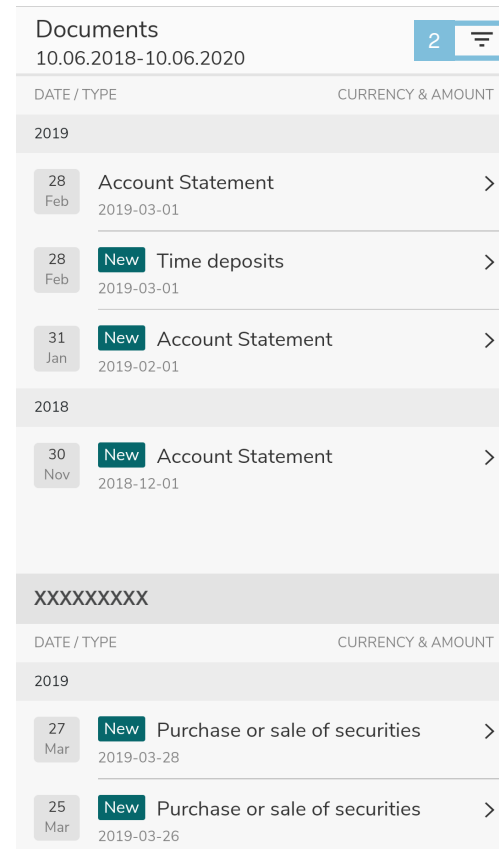 Documents
10.06.2018-10.06.2020
2
DATE / TYPE CURRENCY & AMOUNT
2019
28 Feb Account Statement
2019-03-01
28 Feb New Time deposits
2019-03-01
31 Jan New Account Statement
2019-02-01
2018
30 Nov New Account Statement
2018-12-01
XXXXXXXXX
DATE / TYPE CURRENCY & AMOUNT
2019
27 Mar New Purchase or sale of securities
2019-03-28
25 Mar New Purchase or sale of securities
2019-03-26